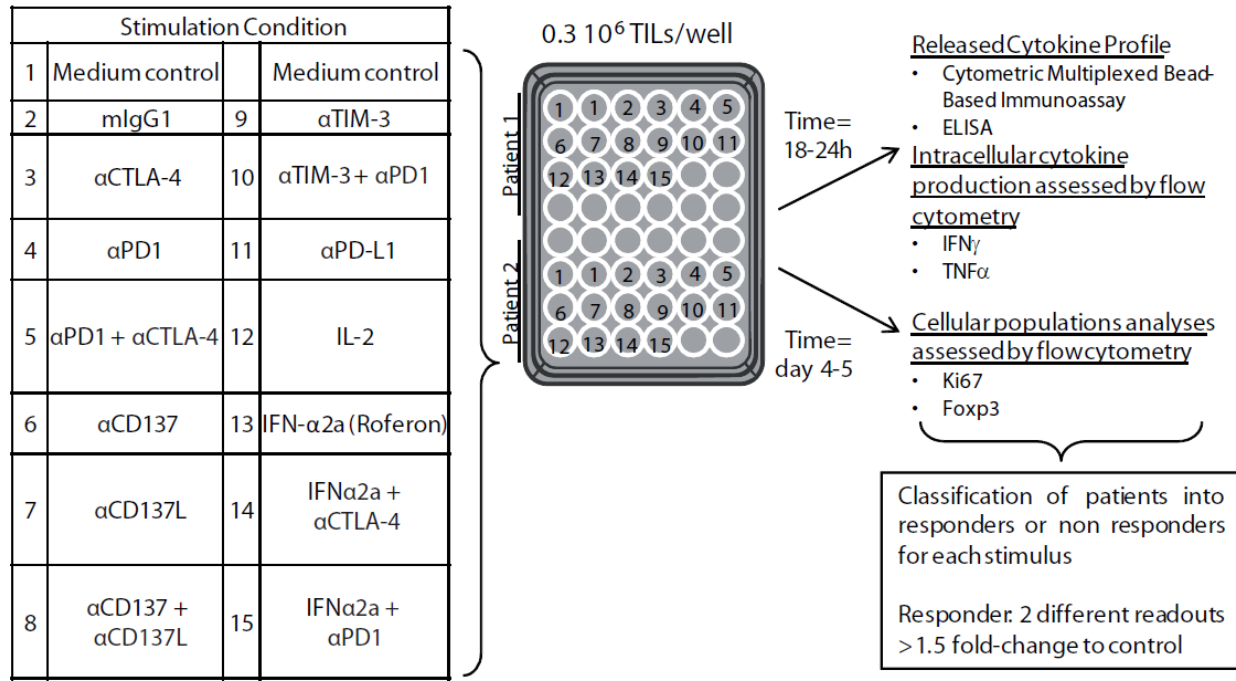 Stimulation Condition
1 Medium control Medium control
2 mIgG1 9 αTIM-3
3 αCTLA-4 10 αTIM-3 + αPD1
4 αPD1 11 αPD-L1
5 αPD1 + αCTLA-4 12 IL-2
6 αCD137 13 IFN-α2a (Roferon)
7 αCD137L 14 IFNα2a +
αCTLA-4
8 αCD137 +
αCD137L 15 IFNα2a +
αPD1
0.3 10⁶ TILs/well
Patient 1
1 1 2 3 4 5
6 7 8 9 10 11
12 13 14 15
Patient 2
1 1 2 3 4 5
6 7 8 9 10 11
12 13 14 15
Time=
18-24h
Time=
day 4-5
Released Cytokine Profile
• Cytometric Multiplexed Bead-
Based Immunoassay
• ELISA
Intracellular cytokine
production assessed by flow
cytometry
• IFNγ
• TNFα
Cellular populations analyses
assessed by flow cytometry
• Ki67
• Foxp3
Classification of patients into
responders or non responders
for each stimulus
Responder: 2 different readouts
>1.5 fold-change to control